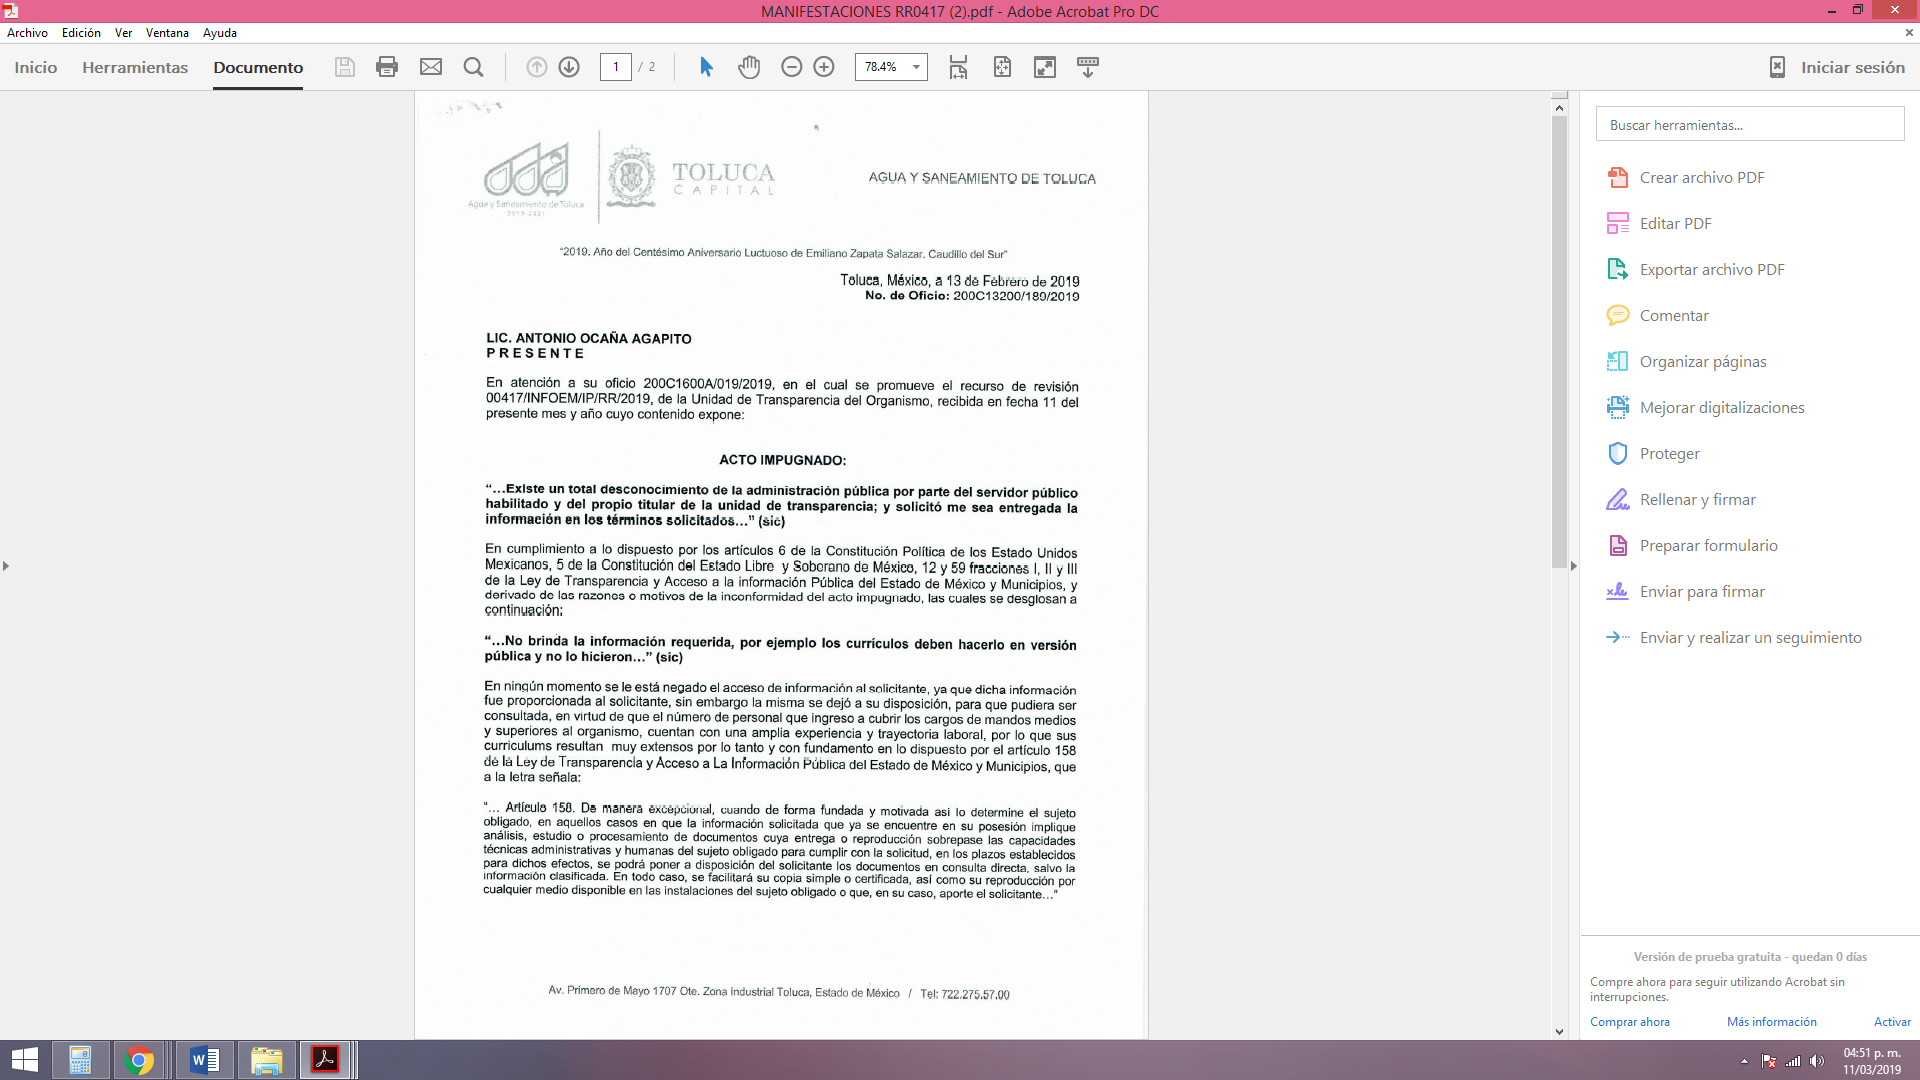 MANIFESTACIONES RR0417 (2).pdf - Adobe Acrobat Pro DC
Archivo Edición Ver Ventana Ayuda
Inicio Herramientas Documento 1 / 2 78.4% Iniciar sesión
Agua y Saneamiento de Toluca
2019-2021
TOLUCA
CAPITAL
AGUA Y SANEAMIENTO DE TOLUCA
"2019. Año del Centésimo Aniversario Luctuoso de Emiliano Zapata Salazar. Caudillo del Sur"
Toluca, México, a 13 de Febrero de 2019
No. de Oficio: 200C13200/189/2019
LIC. ANTONIO OCAÑA AGAPITO
P R E S E N T E
En atención a su oficio 200C1600A/019/2019, en el cual se promueve el recurso de revisión
00417/INFOEM/IP/RR/2019, de la Unidad de Transparencia del Organismo, recibida en fecha 11 del
presente mes y año cuyo contenido expone:
ACTO IMPUGNADO:
"…Existe un total desconocimiento de la administración pública por parte del servidor público
habilitado y del propio titular de la unidad de transparencia; y solicitó me sea entregada la
información en los términos solicitados…" (sic)
En cumplimiento a lo dispuesto por los artículos 6 de la Constitución Política de los Estado Unidos
Mexicanos, 5 de la Constitución del Estado Libre y Soberano de México, 12 y 59 fracciones I, II y III
de la Ley de Transparencia y Acceso a la información Pública del Estado de México y Municipios, y
derivado de las razones o motivos de la inconformidad del acto impugnado, las cuales se desglosan a
continuación:
"…No brinda la información requerida, por ejemplo los currículos deben hacerlo en versión
pública y no lo hicieron…" (sic)
En ningún momento se le está negado el acceso de información al solicitante, ya que dicha información
fue proporcionada al solicitante, sin embargo la misma se dejó a su disposición, para que pudiera ser
consultada, en virtud de que el número de personal que ingreso a cubrir los cargos de mandos medios
y superiores al organismo, cuentan con una amplia experiencia y trayectoria laboral, por lo que sus
curriculums resultan muy extensos por lo tanto y con fundamento en lo dispuesto por el artículo 158
de la Ley de Transparencia y Acceso a La Información Pública del Estado de México y Municipios, que
a la letra señala:
"… Artículo 158. De manera excepcional, cuando de forma fundada y motivada así lo determine el sujeto
obligado, en aquellos casos en que la información solicitada que ya se encuentre en su posesión implique
análisis, estudio o procesamiento de documentos cuya entrega o reproducción sobrepase las capacidades
técnicas administrativas y humanas del sujeto obligado para cumplir con la solicitud, en los plazos establecidos
para dichos efectos, se podrá poner a disposición del solicitante los documentos en consulta directa, salvo la
información clasificada. En todo caso, se facilitará su copia simple o certificada, así como su reproducción por
cualquier medio disponible en las instalaciones del sujeto obligado o que, en su caso, aporte el solicitante…"
Av. Primero de Mayo 1707 Ote. Zona Industrial Toluca, Estado de México / Tel: 722.275.57.00
Buscar herramientas...
Crear archivo PDF
Editar PDF
Exportar archivo PDF
Comentar
Organizar páginas
Mejorar digitalizaciones
Proteger
Rellenar y firmar
Preparar formulario
Enviar para firmar
Enviar y realizar un seguimiento
Versión de prueba gratuita - quedan 0 días
Compre ahora para seguir utilizando Acrobat sin
interrupciones.
Comprar ahora Más información Activar
04:51 p. m.
11/03/2019